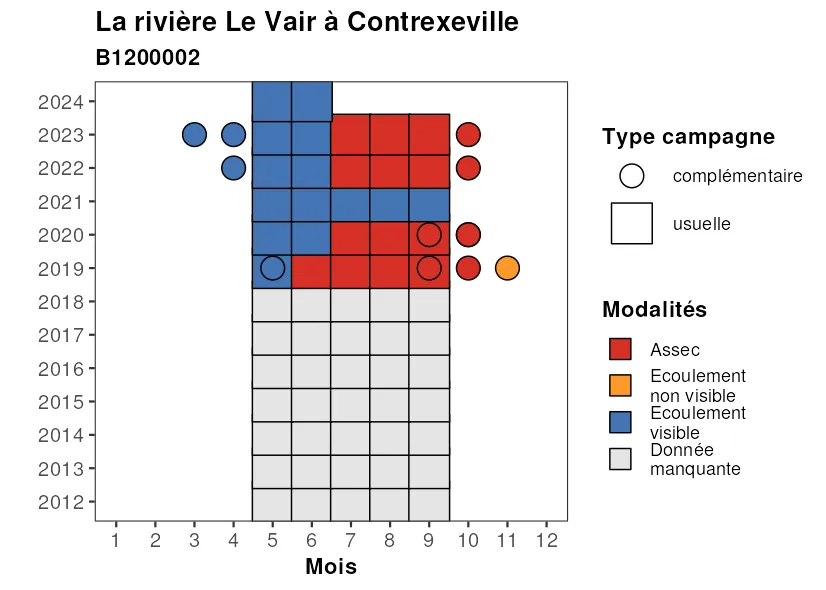 La rivière Le Vair à Contrexeville
B1200002
2024
2023
2022
2021
2020
2019
2018
2017
2016
2015
2014
2013
2012
1 2 3 4 5 6 7 8 9 10 11 12
Mois
Type campagne
complémentaire
usuelle
Modalités
Assec
Ecoulement
non visible
Ecoulement
visible
Donnée
manquante